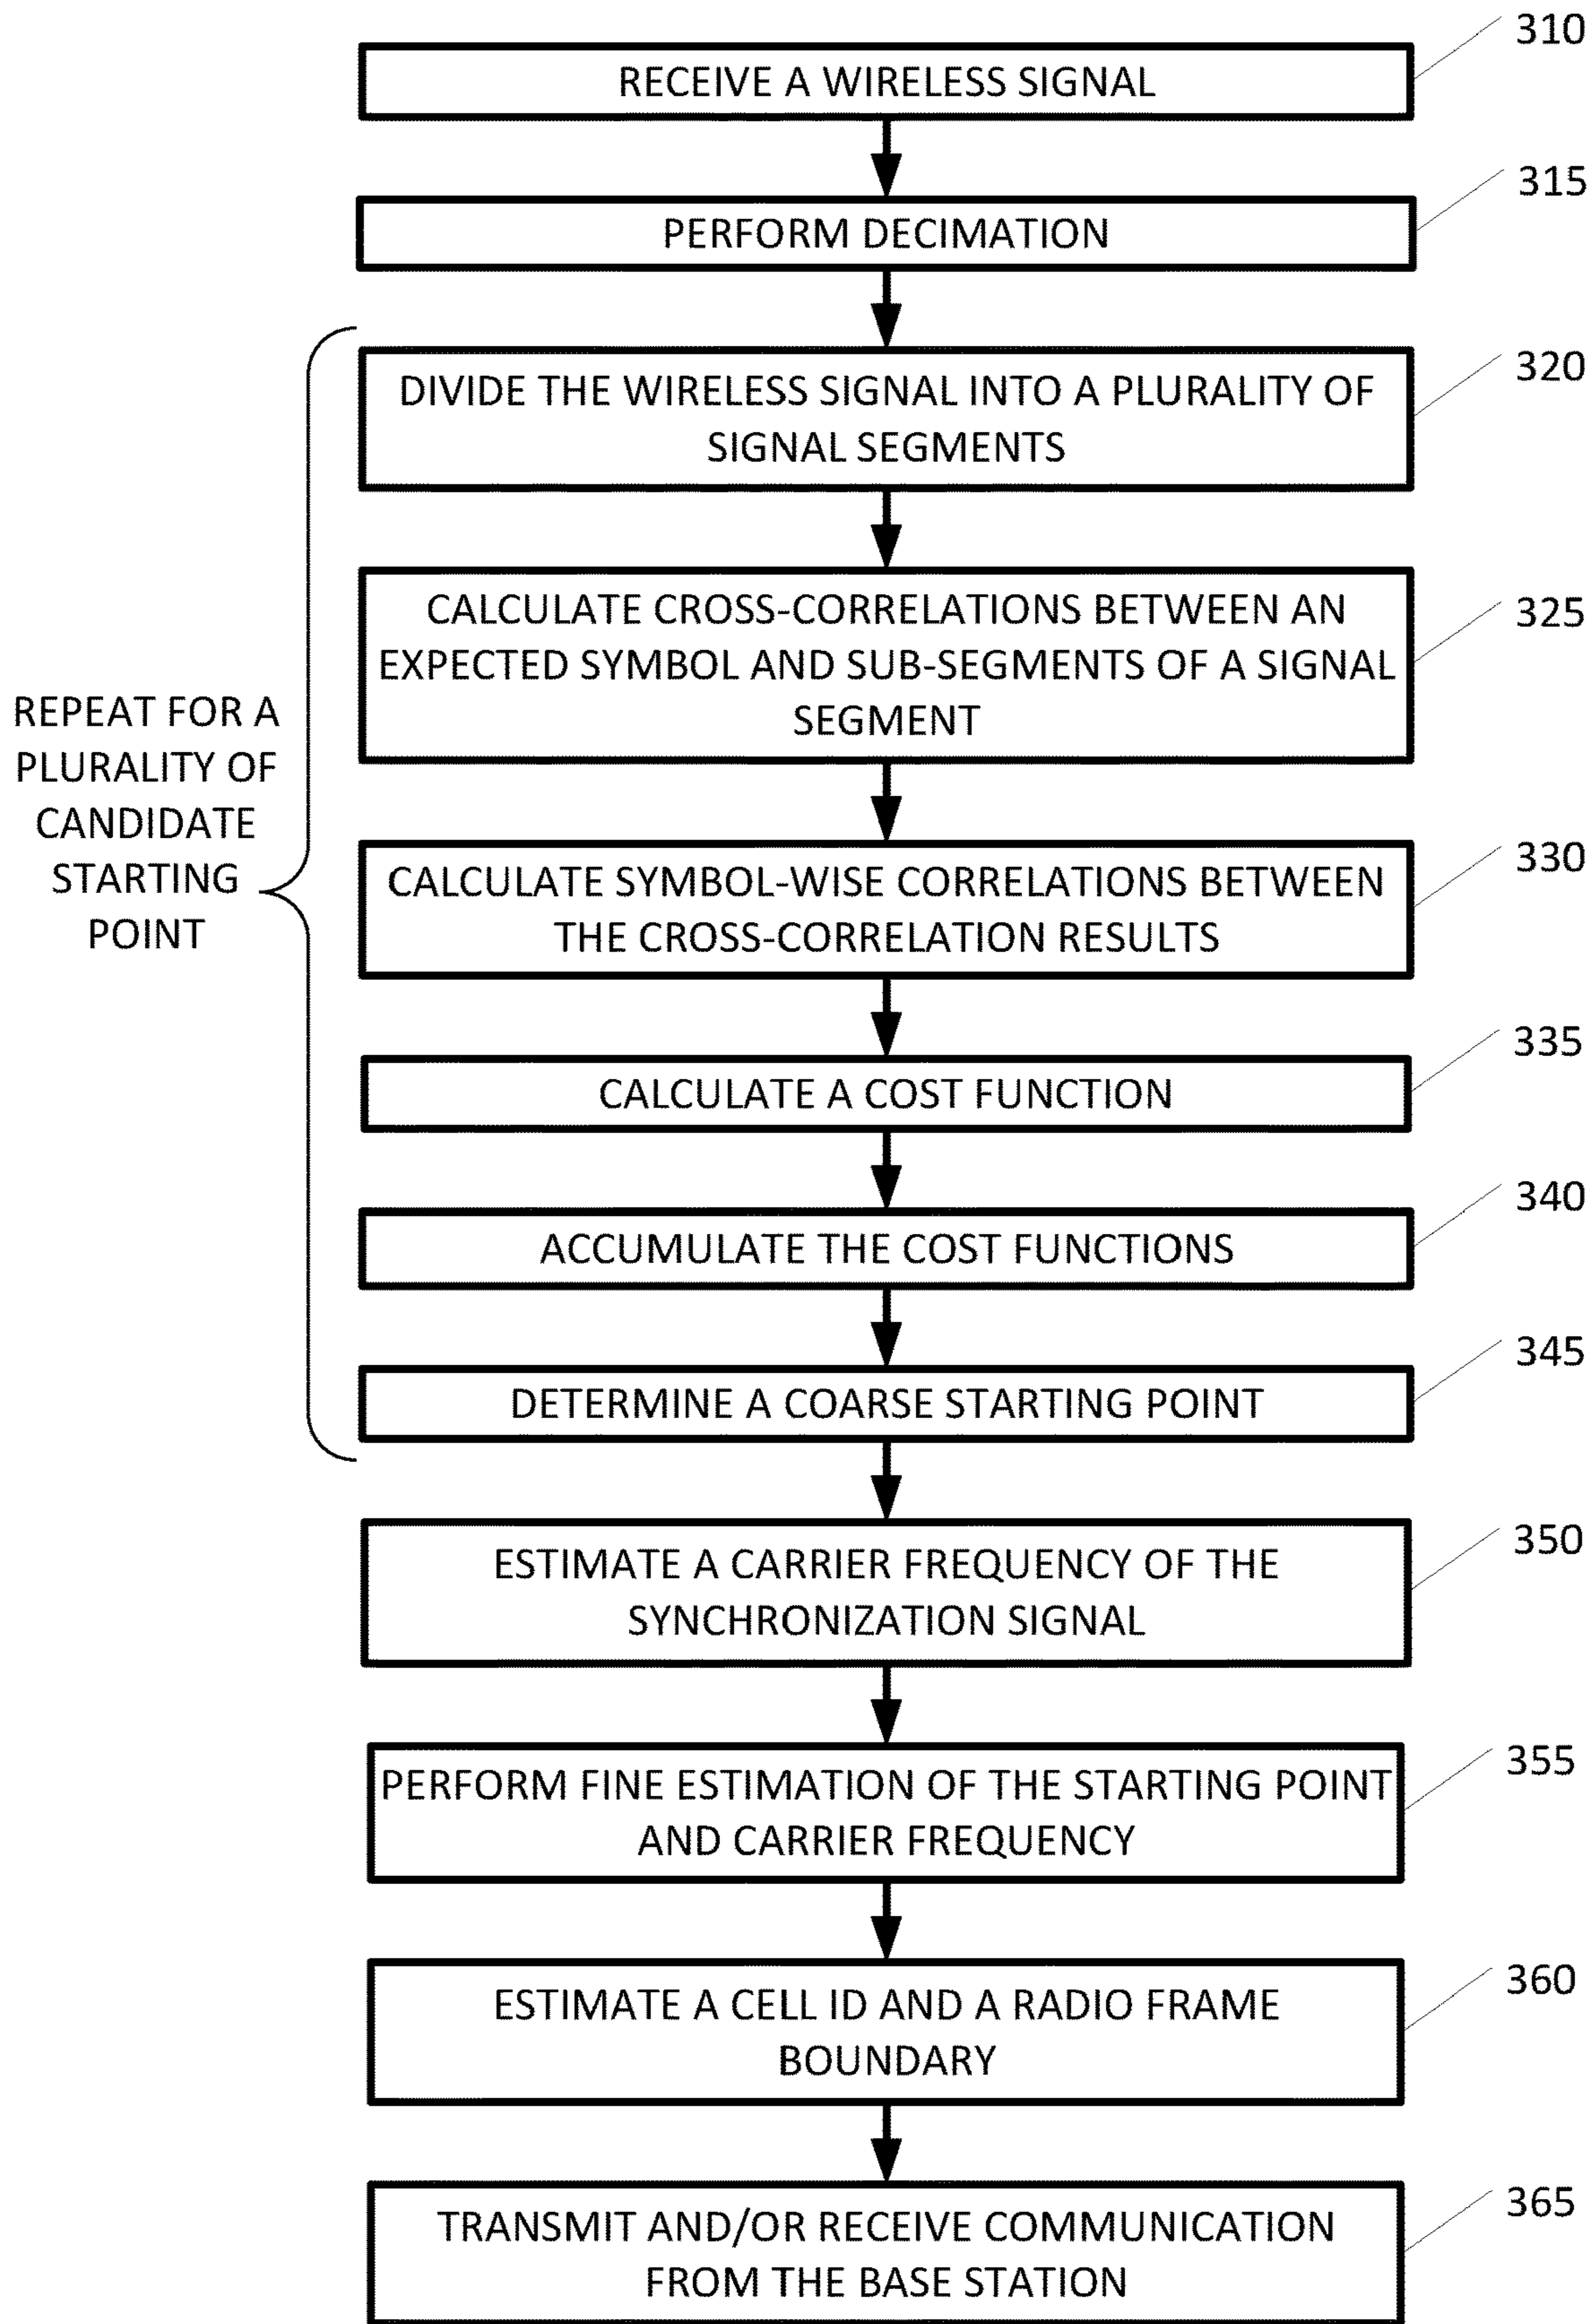 310
RECEIVE A WIRELESS SIGNAL
315
PERFORM DECIMATION
320
DIVIDE THE WIRELESS SIGNAL INTO A PLURALITY OF
SIGNAL SEGMENTS
325
CALCULATE CROSS-CORRELATIONS BETWEEN AN
EXPECTED SYMBOL AND SUB-SEGMENTS OF A SIGNAL
SEGMENT
REPEAT FOR A
PLURALITY OF
CANDIDATE
STARTING
POINT
330
CALCULATE SYMBOL-WISE CORRELATIONS BETWEEN
THE CROSS-CORRELATION RESULTS
335
CALCULATE A COST FUNCTION
340
ACCUMULATE THE COST FUNCTIONS
345
DETERMINE A COARSE STARTING POINT
350
ESTIMATE A CARRIER FREQUENCY OF THE
SYNCHRONIZATION SIGNAL
355
PERFORM FINE ESTIMATION OF THE STARTING POINT
AND CARRIER FREQUENCY
360
ESTIMATE A CELL ID AND A RADIO FRAME
BOUNDARY
365
TRANSMIT AND/OR RECEIVE COMMUNICATION
FROM THE BASE STATION